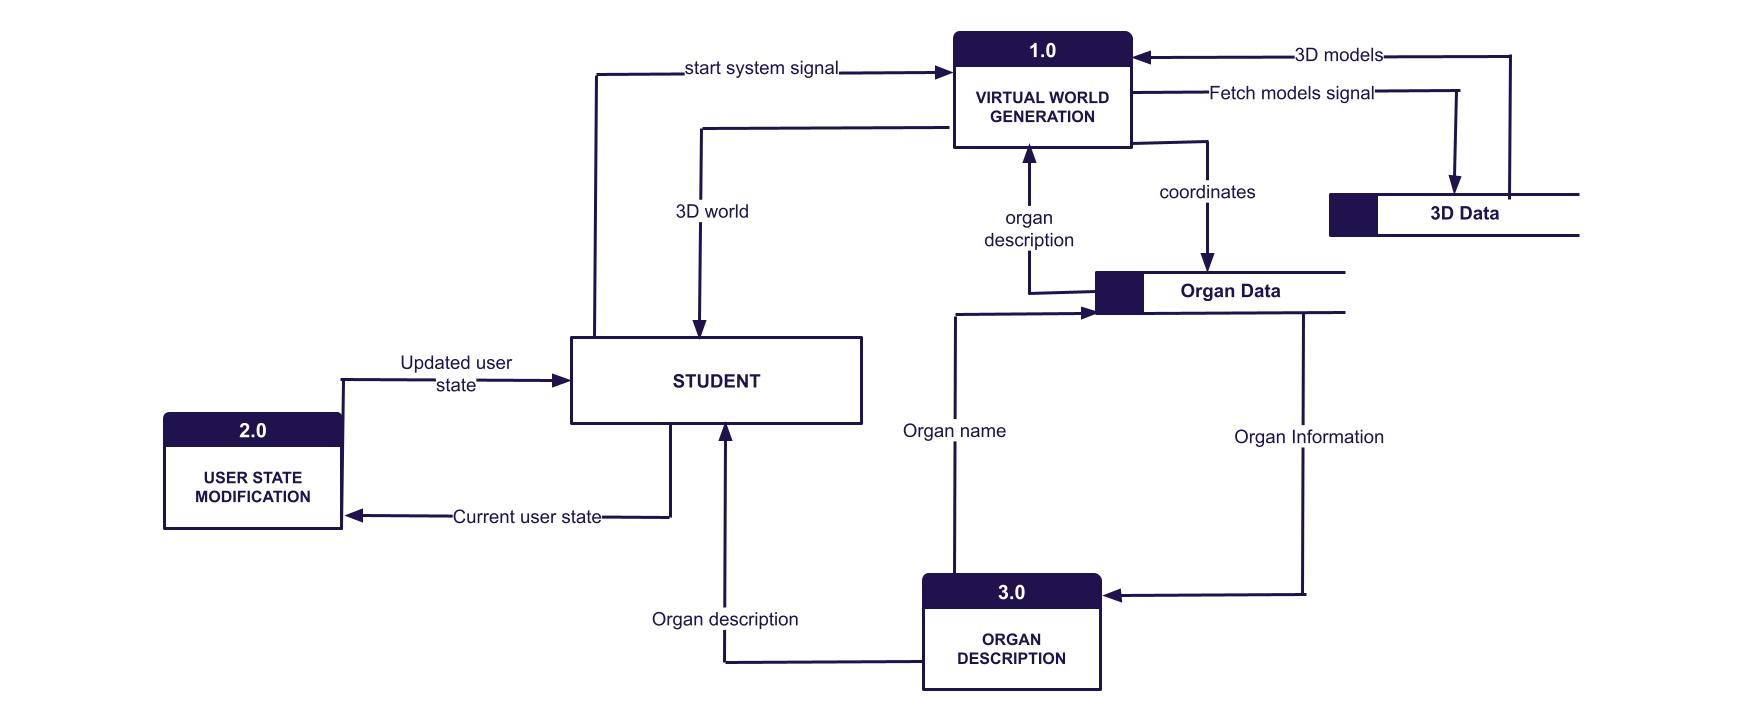 1.0
VIRTUAL WORLD
GENERATION
start system signal
3D models
Fetch models signal
coordinates
3D world
organ
description
3D Data
Organ Data
Updated user
state
STUDENT
2.0
USER STATE
MODIFICATION
Organ name
Organ Information
Current user state
Organ description
3.0
ORGAN
DESCRIPTION